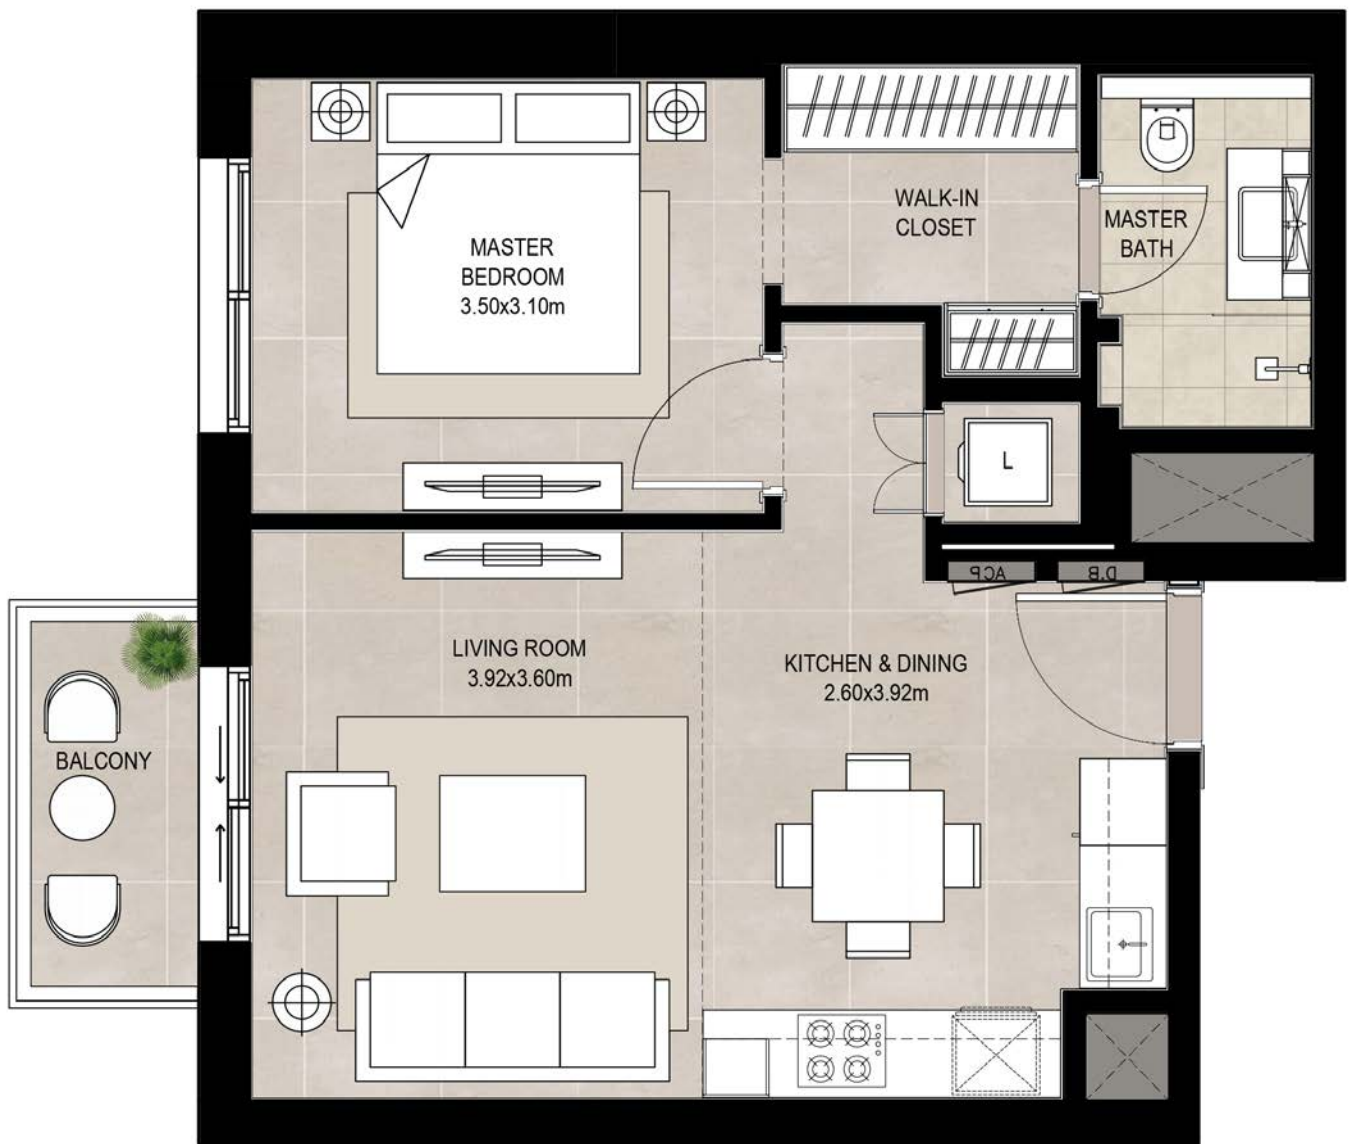 WALK-IN
CLOSET
MASTER
BATH
MASTER
BEDROOM
3.50x3.10m
L
ACP
D.B
LIVING ROOM
3.92x3.60m
KITCHEN & DINING
2.60x3.92m
BALCONY